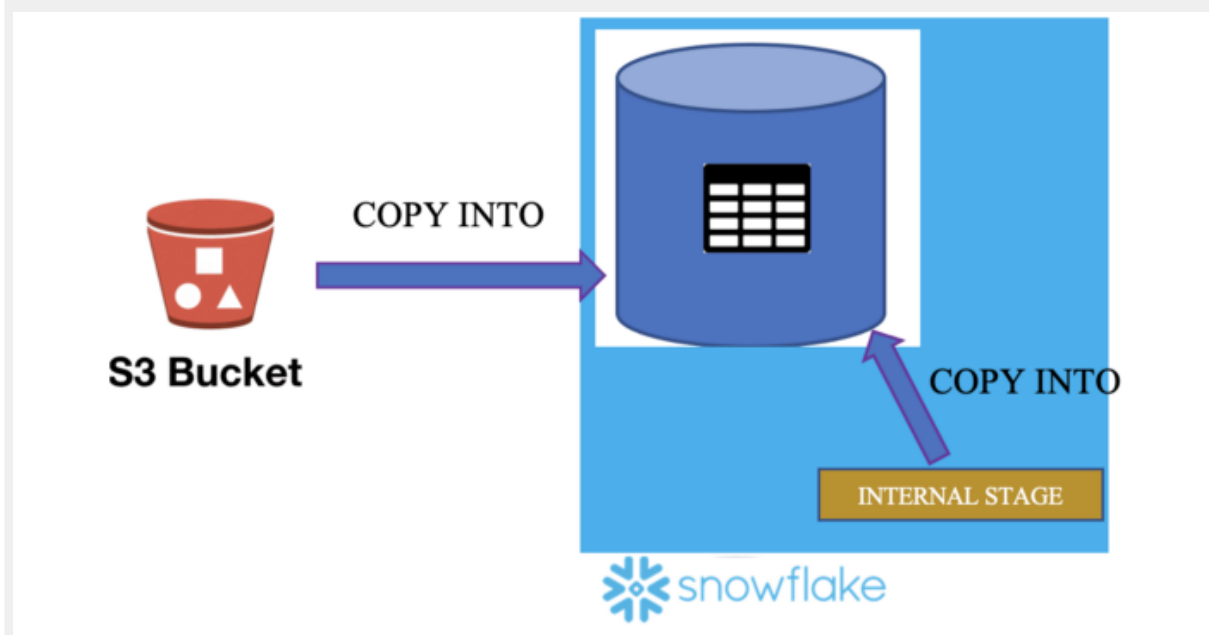 COPY INTO
S3 Bucket
COPY INTO
INTERNAL STAGE
snowflake